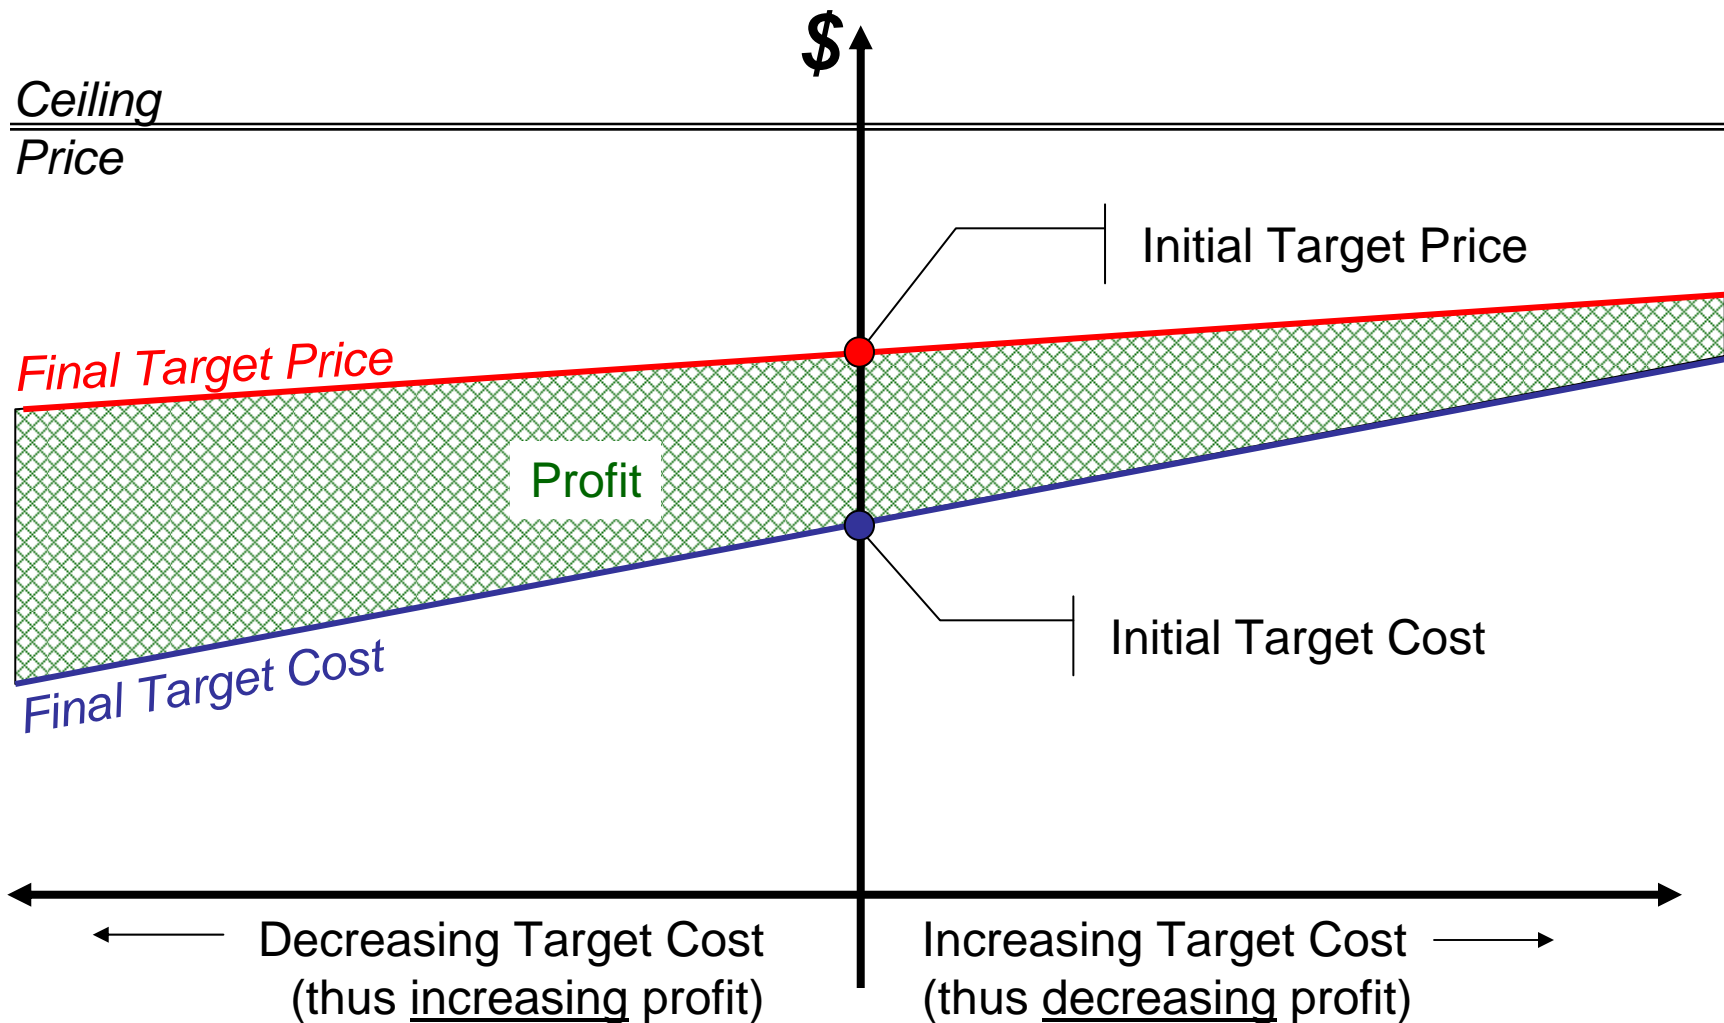 $
Ceiling
Price
Initial Target Price
Final Target Price
Profit
Initial Target Cost
Final Target Cost
Decreasing Target Cost
(thus increasing profit)
Increasing Target Cost
(thus decreasing profit)